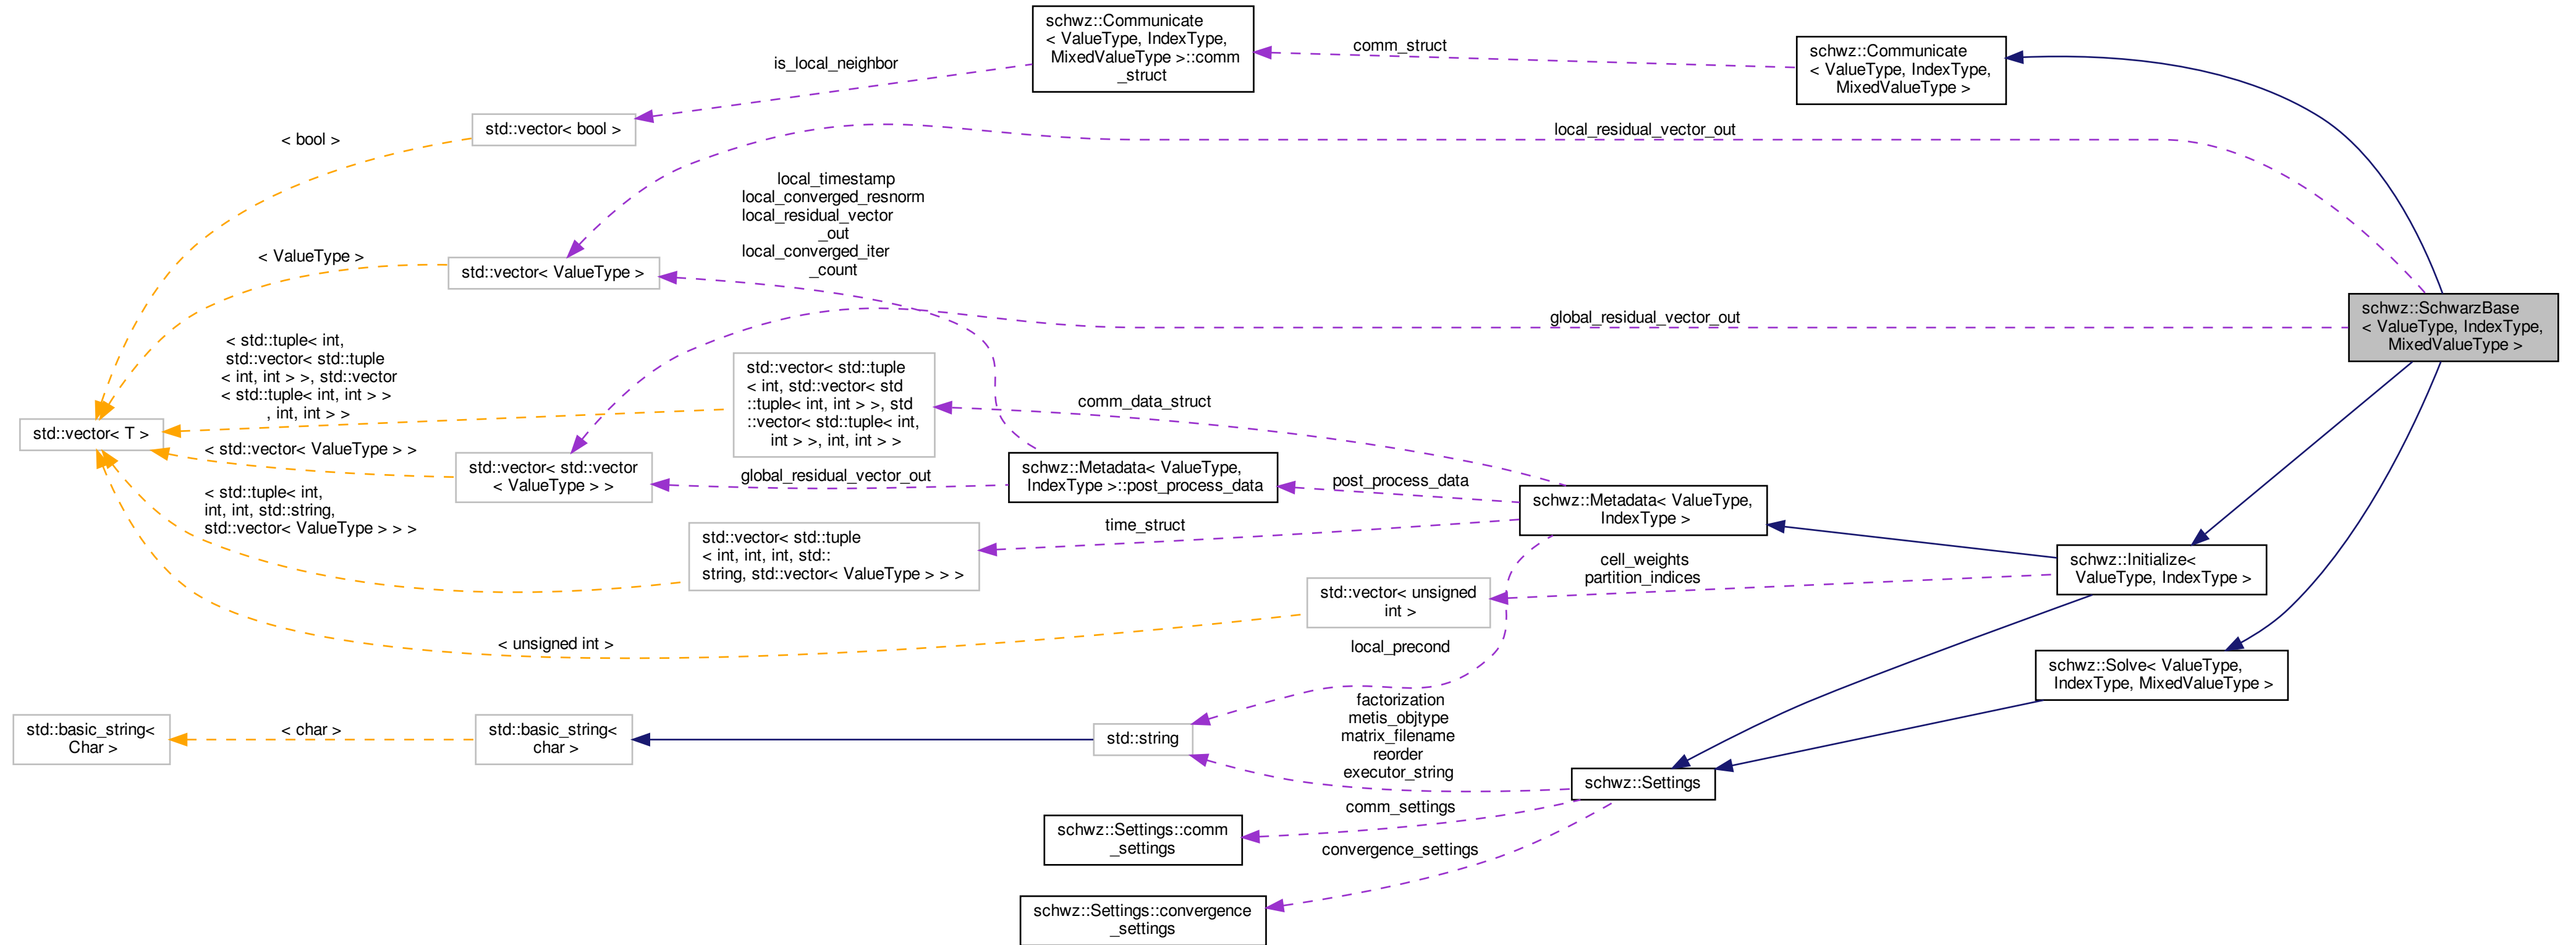 schwz::Communicate
< ValueType, IndexType,
MixedValueType >::comm
_struct
comm_struct
schwz::Communicate
< ValueType, IndexType,
MixedValueType >
is_local_neighbor
std::vector< bool >
< bool >
local_residual_vector_out
local_timestamp
local_converged_resnorm
local_residual_vector
_out
local_converged_iter
_count
< ValueType >
std::vector< ValueType >
schwz::SchwarzBase
< ValueType, IndexType,
MixedValueType >
global_residual_vector_out
< std::tuple< int,
std::vector< std::tuple
< int, int > >, std::vector
< std::tuple< int, int > >
, int, int > >
std::vector< std::tuple
< int, std::vector< std
::tuple< int, int > >, std
::vector< std::tuple< int,
int > >, int, int > >
comm_data_struct
std::vector< T >
< std::vector< ValueType > >
std::vector< std::vector
< ValueType > >
global_residual_vector_out
schwz::Metadata< ValueType,
IndexType >::post_process_data
post_process_data
schwz::Metadata< ValueType,
IndexType >
< std::tuple< int,
int, int, std::string,
std::vector< ValueType > > >
std::vector< std::tuple
< int, int, int, std::
string, std::vector< ValueType > > >
time_struct
cell_weights
partition_indices
schwz::Initialize<
ValueType, IndexType >
std::vector< unsigned
int >
< unsigned int >
local_precond
schwz::Solve< ValueType,
IndexType, MixedValueType >
std::basic_string<
Char >
< char >
std::basic_string<
char >
std::string
factorization
metis_objtype
matrix_filename
reorder
executor_string
schwz::Settings
comm_settings
schwz::Settings::comm
_settings
convergence_settings
schwz::Settings::convergence
_settings